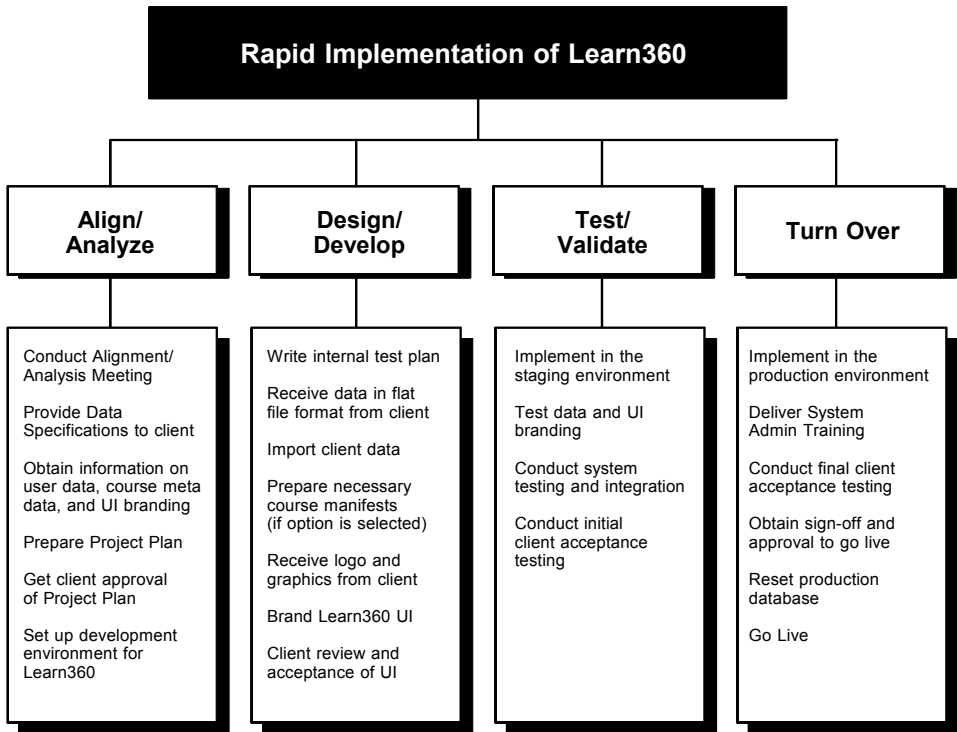 Rapid Implementation of Learn360
Align/
Analyze
Conduct Alignment/
Analysis Meeting
Provide Data
Specifications to client
Obtain information on
user data, course meta
data, and UI branding
Prepare Project Plan
Get client approval
of Project Plan
Set up development
environment for
Learn360
Design/
Develop
Write internal test plan
Receive data in flat
file format from client
Import client data
Prepare necessary
course manifests
(if option is selected)
Receive logo and
graphics from client
Brand Learn360 UI
Client review and
acceptance of UI
Test/
Validate
Implement in the
staging environment
Test data and UI
branding
Conduct system
testing and integration
Conduct initial
client acceptance
testing
Turn Over
Implement in the
production environment
Deliver System
Admin Training
Conduct final client
acceptance testing
Obtain sign-off and
approval to go live
Reset production
database
Go Live